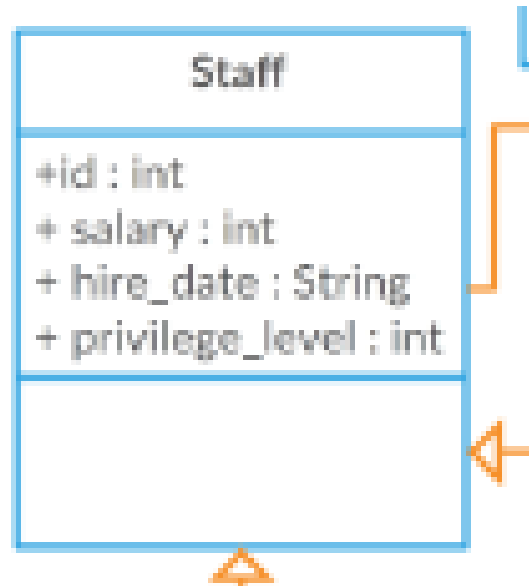 Staff
+id : int
+ salary : int
+ hire_date : String
+ privilege_level : int